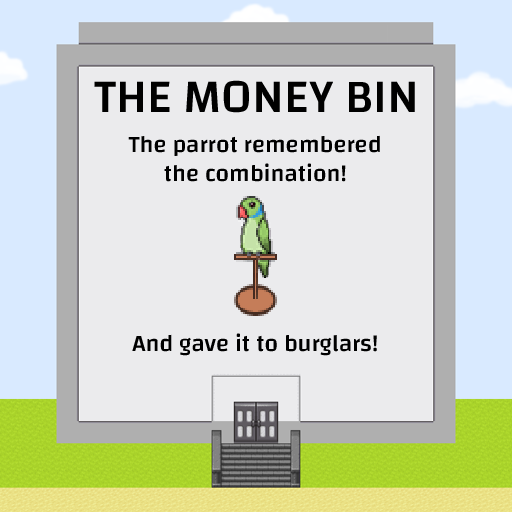 THE MONEY BIN
The parrot remembered
the combination!
And gave it to burglars!